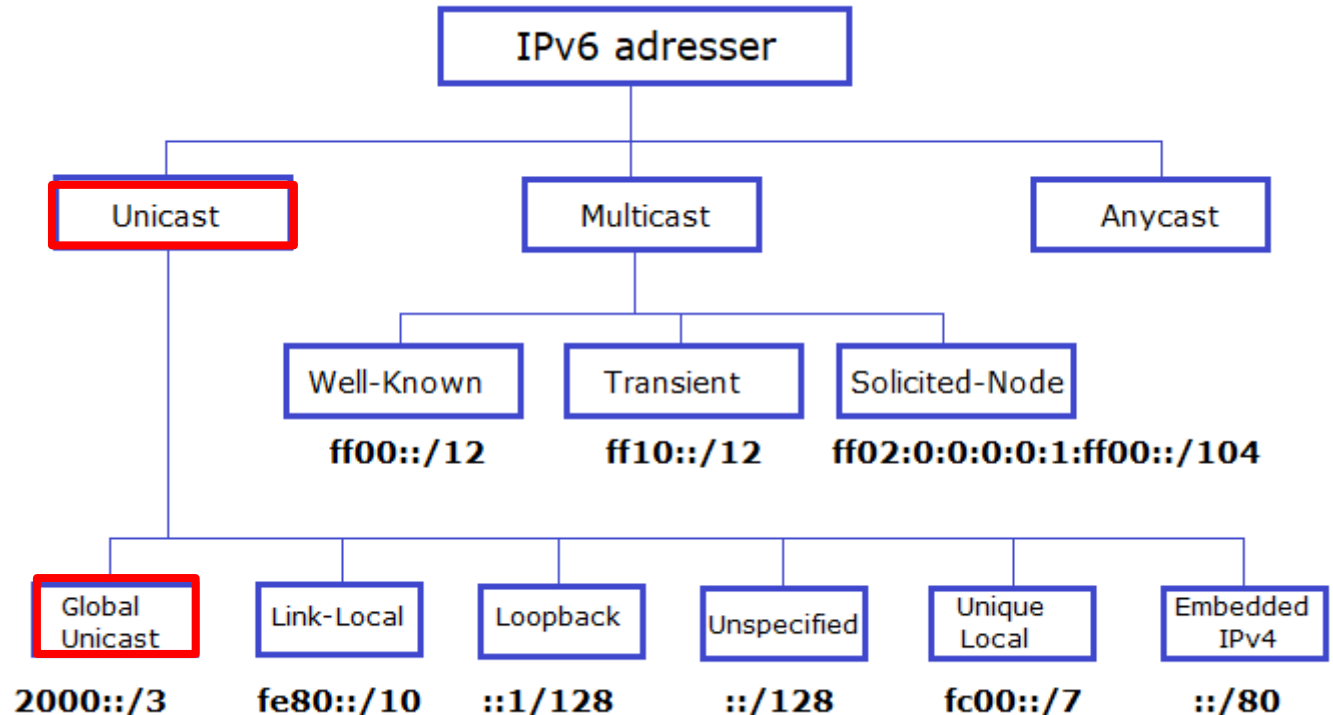 IPv6 adresser
Unicast
Multicast
Anycast
Well-Known
Transient
Solicited-Node
ff00::/12
ff10::/12
ff02:0:0:0:0:1:ff00::/104
Global
Unicast
Link-Local
Loopback
Unspecified
Unique
Local
Embedded
IPv4
2000::/3
fe80::/10
::1/128
::/128
fc00::/7
::/80